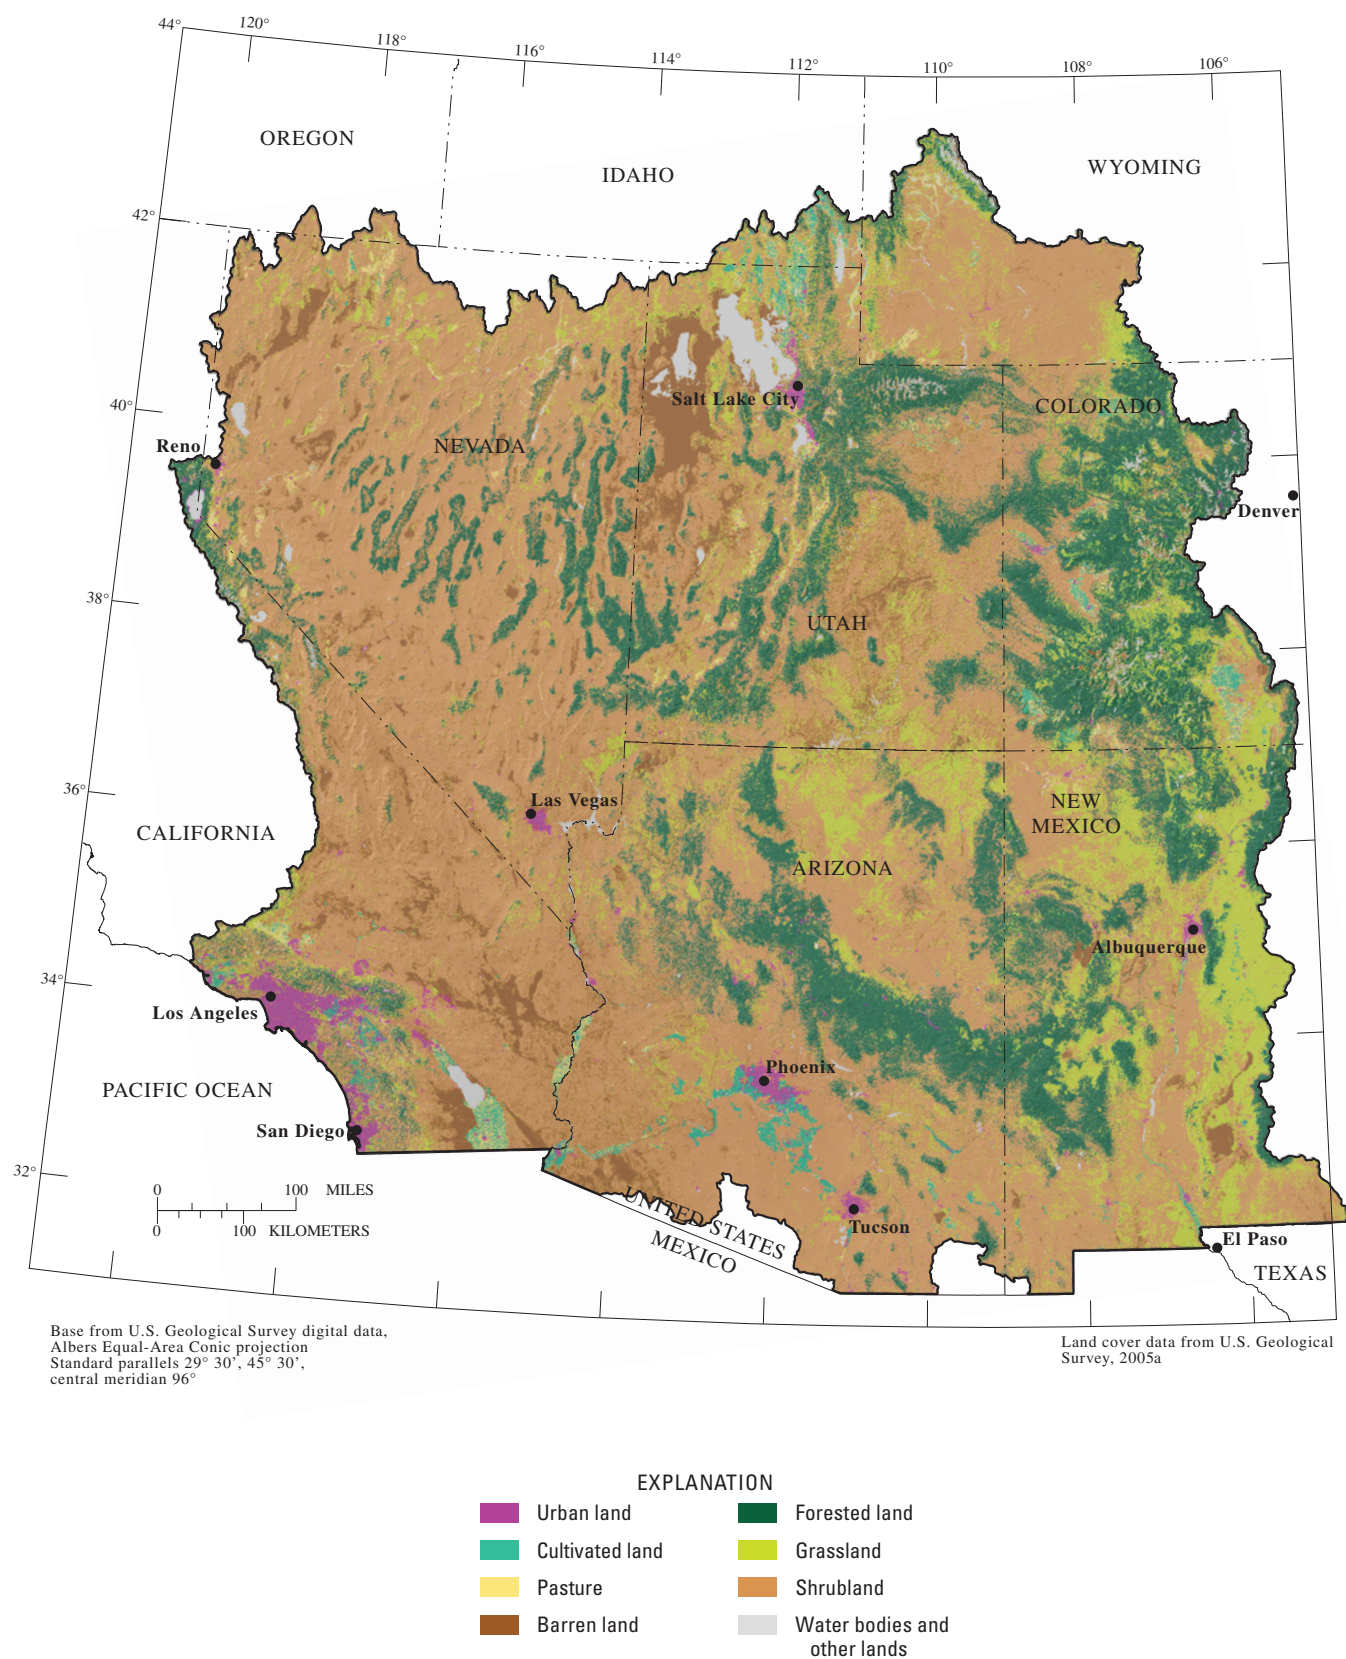 44°
120°
118°
116°
114°
112°
110°
108°
106°
OREGON
IDAHO
WYOMING
42°
Salt Lake City
COLORADO
40°
Reno
NEVADA
Denver
38°
UTAH
36°
Las Vegas
CALIFORNIA
NEW
MEXICO
ARIZONA
Albuquerque
34°
Los Angeles
Phoenix
PACIFIC OCEAN
San Diego
32°
0 100 MILES
0 100 KILOMETERS
UNITED STATES
MEXICO
Tucson
El Paso
TEXAS
Base from U.S. Geological Survey digital data,
Albers Equal-Area Conic projection
Standard parallels 29° 30’, 45° 30’,
central meridian 96°
Land cover data from U.S. Geological
Survey, 2005a
EXPLANATION
Urban land
Cultivated land
Pasture
Barren land
Forested land
Grassland
Shrubland
Water bodies and
other lands